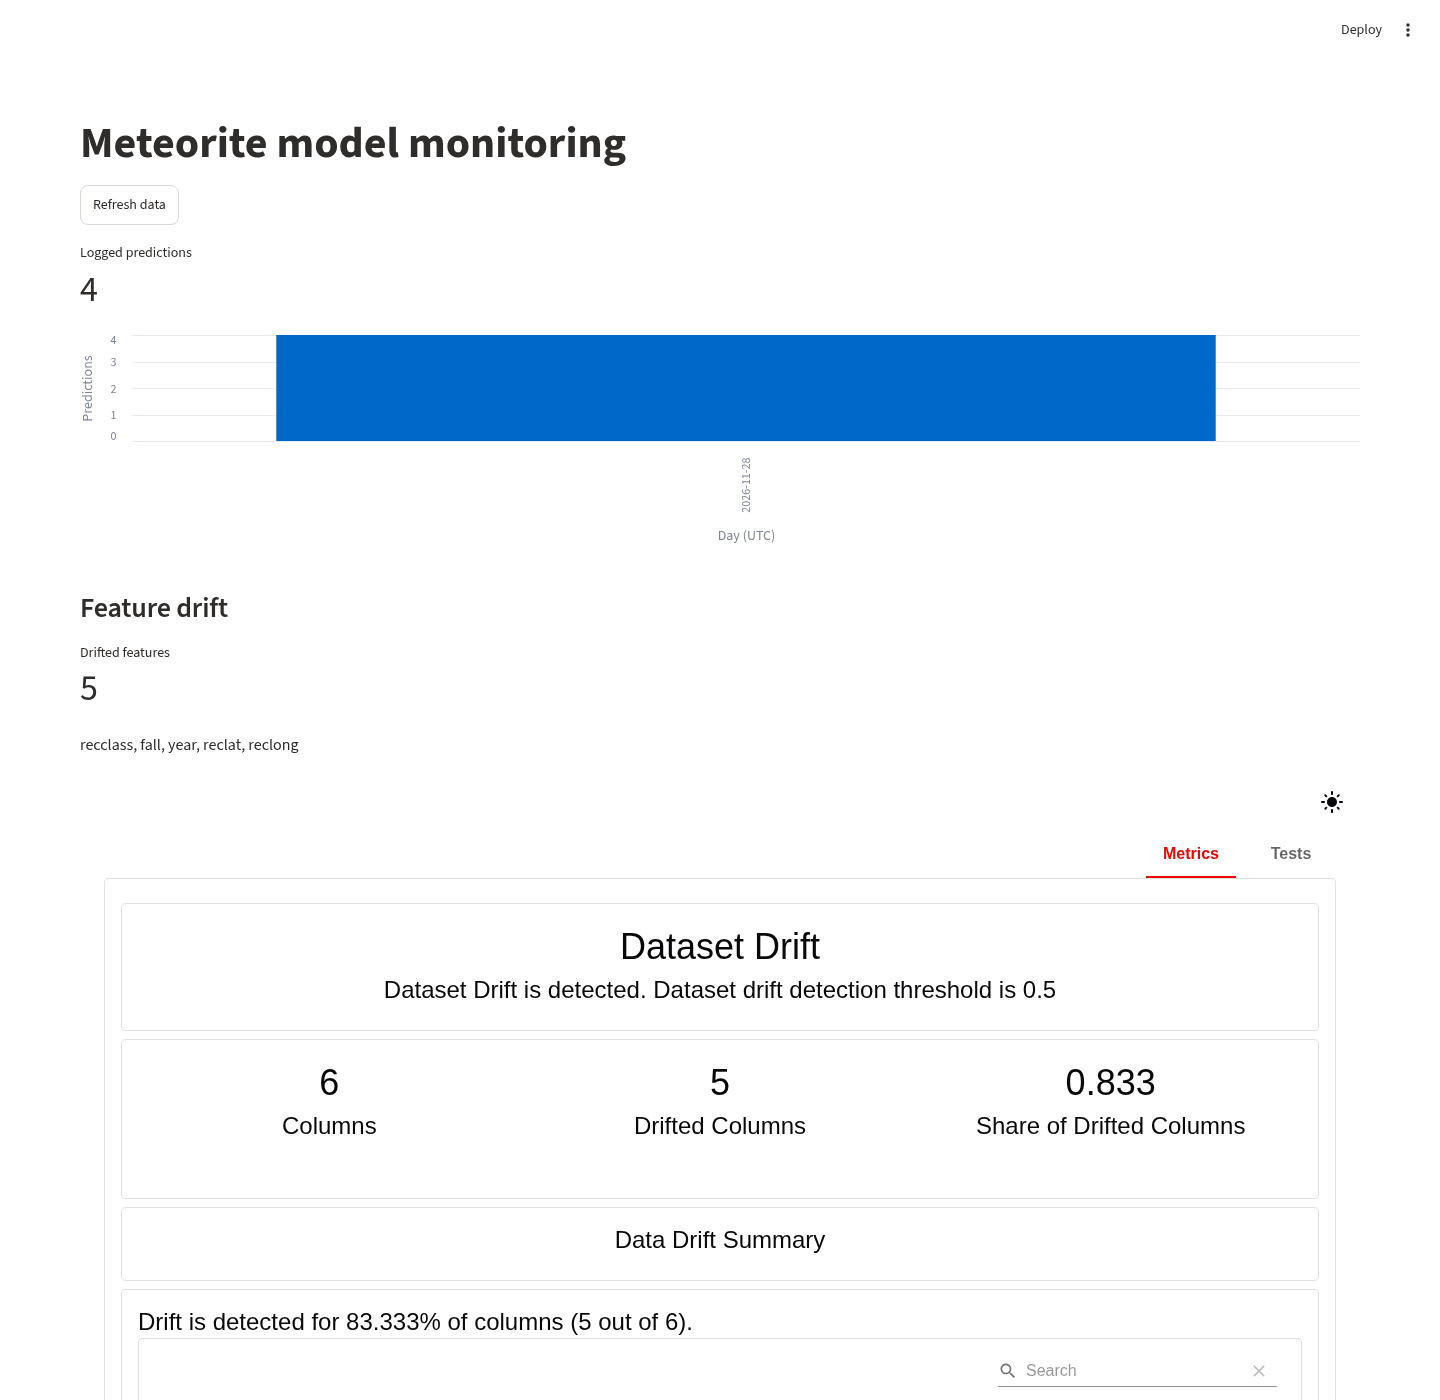 Deploy
Meteorite model monitoring
Refresh data
Logged predictions
4
Predictions
4
3
2
1
0
2026-11-28
Day (UTC)
Feature drift
Drifted features
5
recclass, fall, year, reclat, reclong
Metrics Tests
Dataset Drift
Dataset Drift is detected. Dataset drift detection threshold is 0.5
6 5 0.833
Columns Drifted Columns Share of Drifted Columns
Data Drift Summary
Drift is detected for 83.333% of columns (5 out of 6).
Search